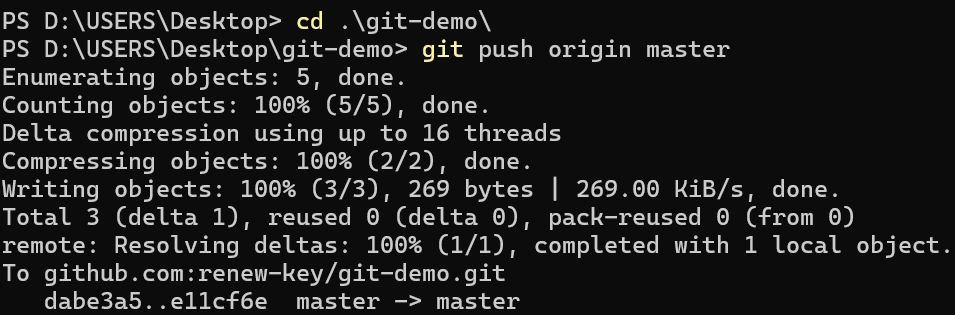 PS D:\USERS\Desktop> cd .\git-demo\
PS D:\USERS\Desktop\git-demo> git push origin master
Enumerating objects: 5, done.
Counting objects: 100% (5/5), done.
Delta compression using up to 16 threads
Compressing objects: 100% (2/2), done.
Writing objects: 100% (3/3), 269 bytes | 269.00 KiB/s, done.
Total 3 (delta 1), reused 0 (delta 0), pack-reused 0 (from 0)
remote: Resolving deltas: 100% (1/1), completed with 1 local object.
To github.com:renew-key/git-demo.git
   dabe3a5..e11cf6e  master -> master